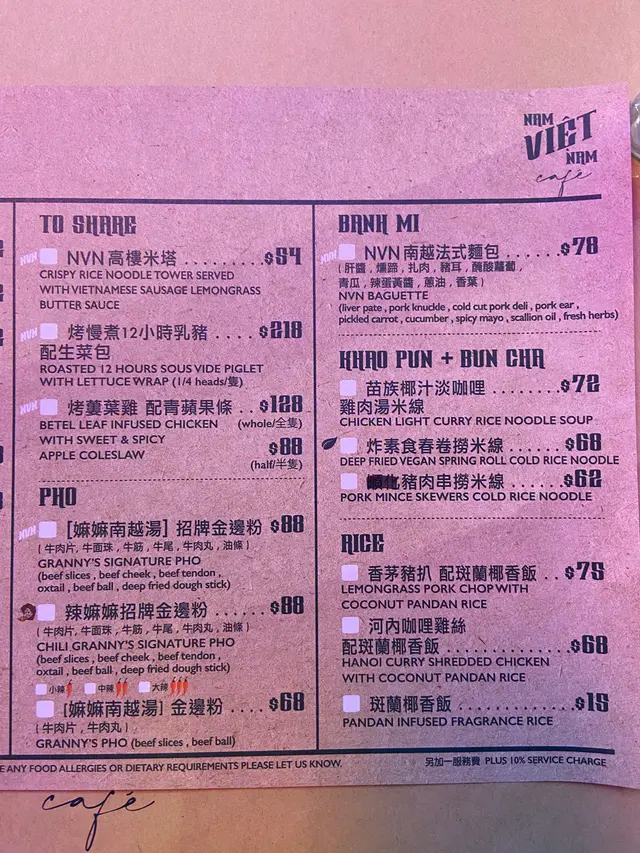 NAM
VIỆT
NAM
café
TO SHARE
NVN NVN 高樓米塔 ........ $54
CRISPY RICE NOODLE TOWER SERVED
WITH VIETNAMESE SAUSAGE LEMONGRASS
BUTTER SAUCE
NVN 烤慢煮12小時乳豬 .... $218
配生菜包
ROASTED 12 HOURS SOUS VIDE PIGLET
WITH LETTUCE WRAP (1/4 heads/隻)
NVN 烤蔞葉雞 配青蘋果條 .. $128
BETEL LEAF INFUSED CHICKEN (whole/全隻)
WITH SWEET & SPICY
APPLE COLESLAW $88
(half/半隻)
PHO
NVN [嫲嫲南越湯] 招牌金邊粉 $88
( 牛肉片, 牛面珠 , 牛筋 , 牛尾 , 牛肉丸 , 油條 )
GRANNY'S SIGNATURE PHO
(beef slices , beef cheek , beef tendon ,
oxtail , beef ball , deep fried dough stick)
辣嫲嫲招牌金邊粉 ...... $88
( 牛肉片 , 牛面珠 , 牛筋 , 牛尾 , 牛肉丸 , 油條 )
CHILI GRANNY'S SIGNATURE PHO
(beef slices , beef cheek , beef tendon ,
oxtail , beef ball , deep fried dough stick)
小辣 中辣 大辣
[嫲嫲南越湯] 金邊粉 .... $68
( 牛肉片 , 牛肉丸 )
GRANNY'S PHO (beef slices , beef ball)
BANH MI
NVN NVN 南越法式麵包 ...... $78
( 肝醬 , 燻蹄 , 扎肉 , 豬耳 , 醃酸蘿蔔 ,
青瓜 , 辣蛋黃醬 , 蔥油 , 香葉 )
NVN BAGUETTE
(liver pate , pork knuckle , cold cut pork deli , pork ear ,
pickled carrot , cucumber , spicy mayo , scallion oil , fresh herbs)
KHAO PUN + BUN CHA
苗族椰汁淡咖哩 ....... $72
雞肉湯米線
CHICKEN LIGHT CURRY RICE NOODLE SOUP
炸素食春卷撈米線 ...... $68
DEEP FRIED VEGAN SPRING ROLL COLD RICE NOODLE
豬肉串撈米線 ...... $62
PORK MINCE SKEWERS COLD RICE NOODLE
RICE
香茅豬扒 配斑蘭椰香飯 .. $75
LEMONGRASS PORK CHOP WITH
COCONUT PANDAN RICE
河內咖哩雞絲
配斑蘭椰香飯 ............ $68
HANOI CURRY SHREDDED CHICKEN
WITH COCONUT PANDAN RICE
斑蘭椰香飯 ............. $15
PANDAN INFUSED FRAGRANCE RICE
E ANY FOOD ALLERGIES OR DIETARY REQUIREMENTS PLEASE LET US KNOW.
另加一服務費 PLUS 10% SERVICE CHARGE
café